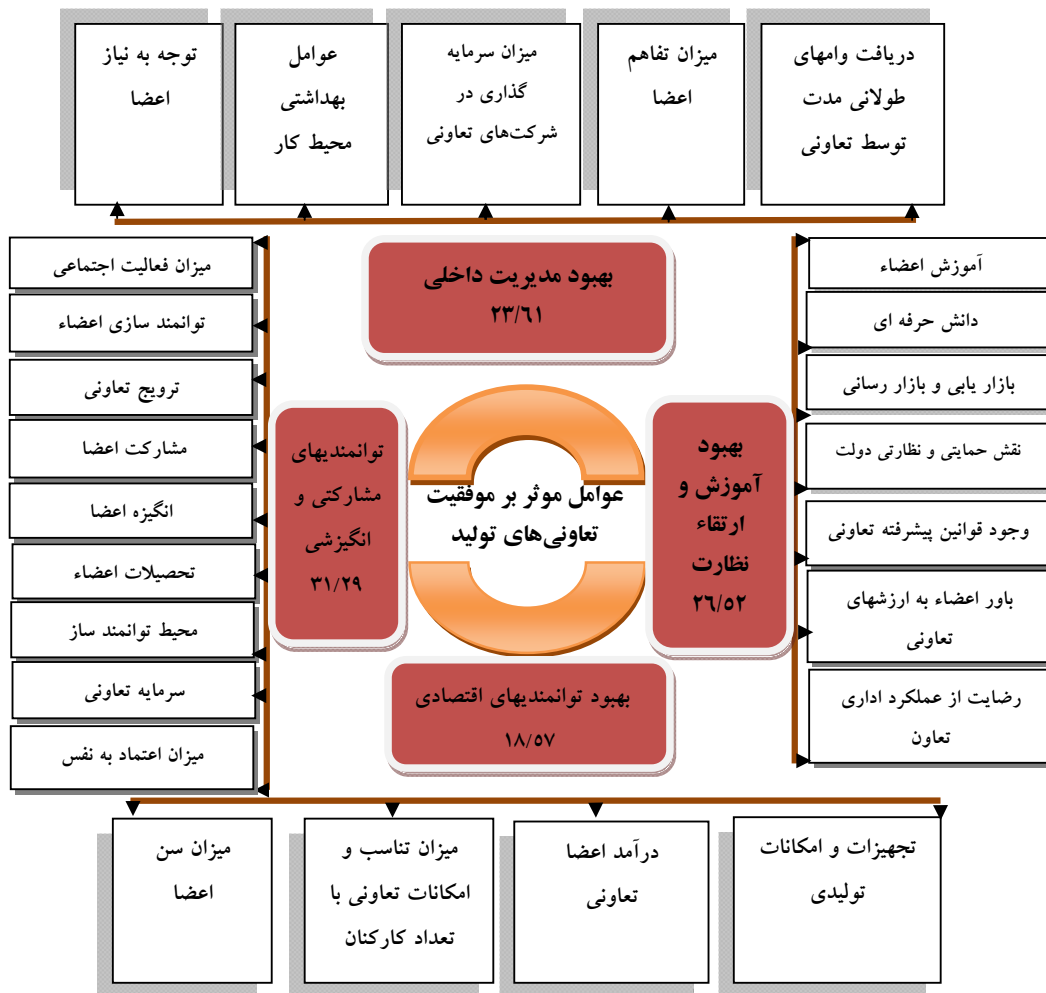 دریافت وامهای
طولانی مدت
توسط تعاونی
میزان تفاهم
اعضا
میزان سرمایه
گذاری در
شرکت‌های تعاونی
عوامل
بهداشتی
محیط کار
توجه به نیاز
اعضا
بهبود مدیریت داخلی
۲۳/۶۱
آموزش اعضاء
دانش حرفه ای
بازار یابی و بازار رسانی
نقش حمایتی و نظارتی دولت
وجود قوانین پیشرفته تعاونی
باور اعضاء به ارزشهای
تعاونی
رضایت از عملکرد اداری
تعاون
بهبود
آموزش و
ارتقاء
نظارت
۲۶/۵۲
عوامل موثر بر موفقیت
تعاونی‌های تولید
توانمندیهای
مشارکتی و
انگیزشی
۳۱/۲۹
میزان فعالیت اجتماعی
توانمند سازی اعضاء
ترویج تعاونی
مشارکت اعضا
انگیزه اعضا
تحصیلات اعضاء
محیط توانمند ساز
سرمایه تعاونی
میزان اعتماد به نفس
بهبود توانمندیهای اقتصادی
۱۸/۵۷
تجهیزات و امکانات
تولیدی
درآمد اعضا
تعاونی
میزان تناسب و
امکانات تعاونی با
تعداد کارکنان
میزان سن
اعضا